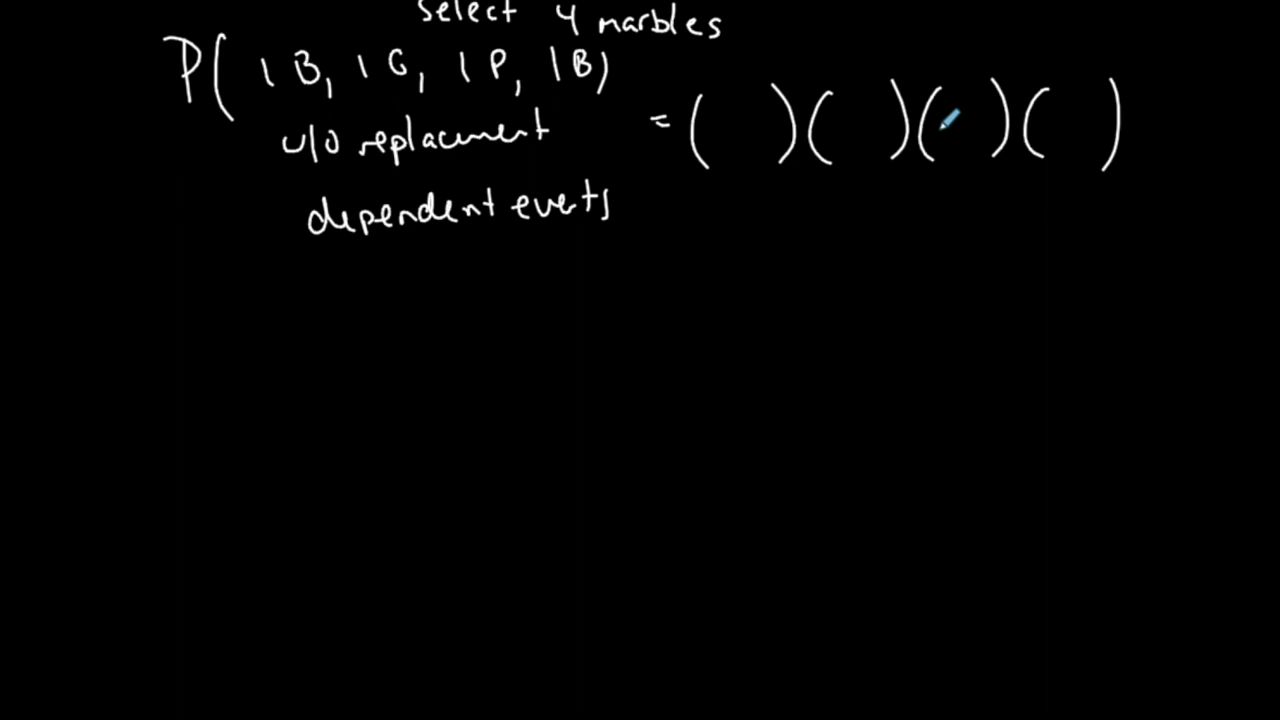 select 4 marbles
P( 1 B, 1 G, 1 P, 1 B)
= ( )( )( )( )
w/o replacement
dependent events